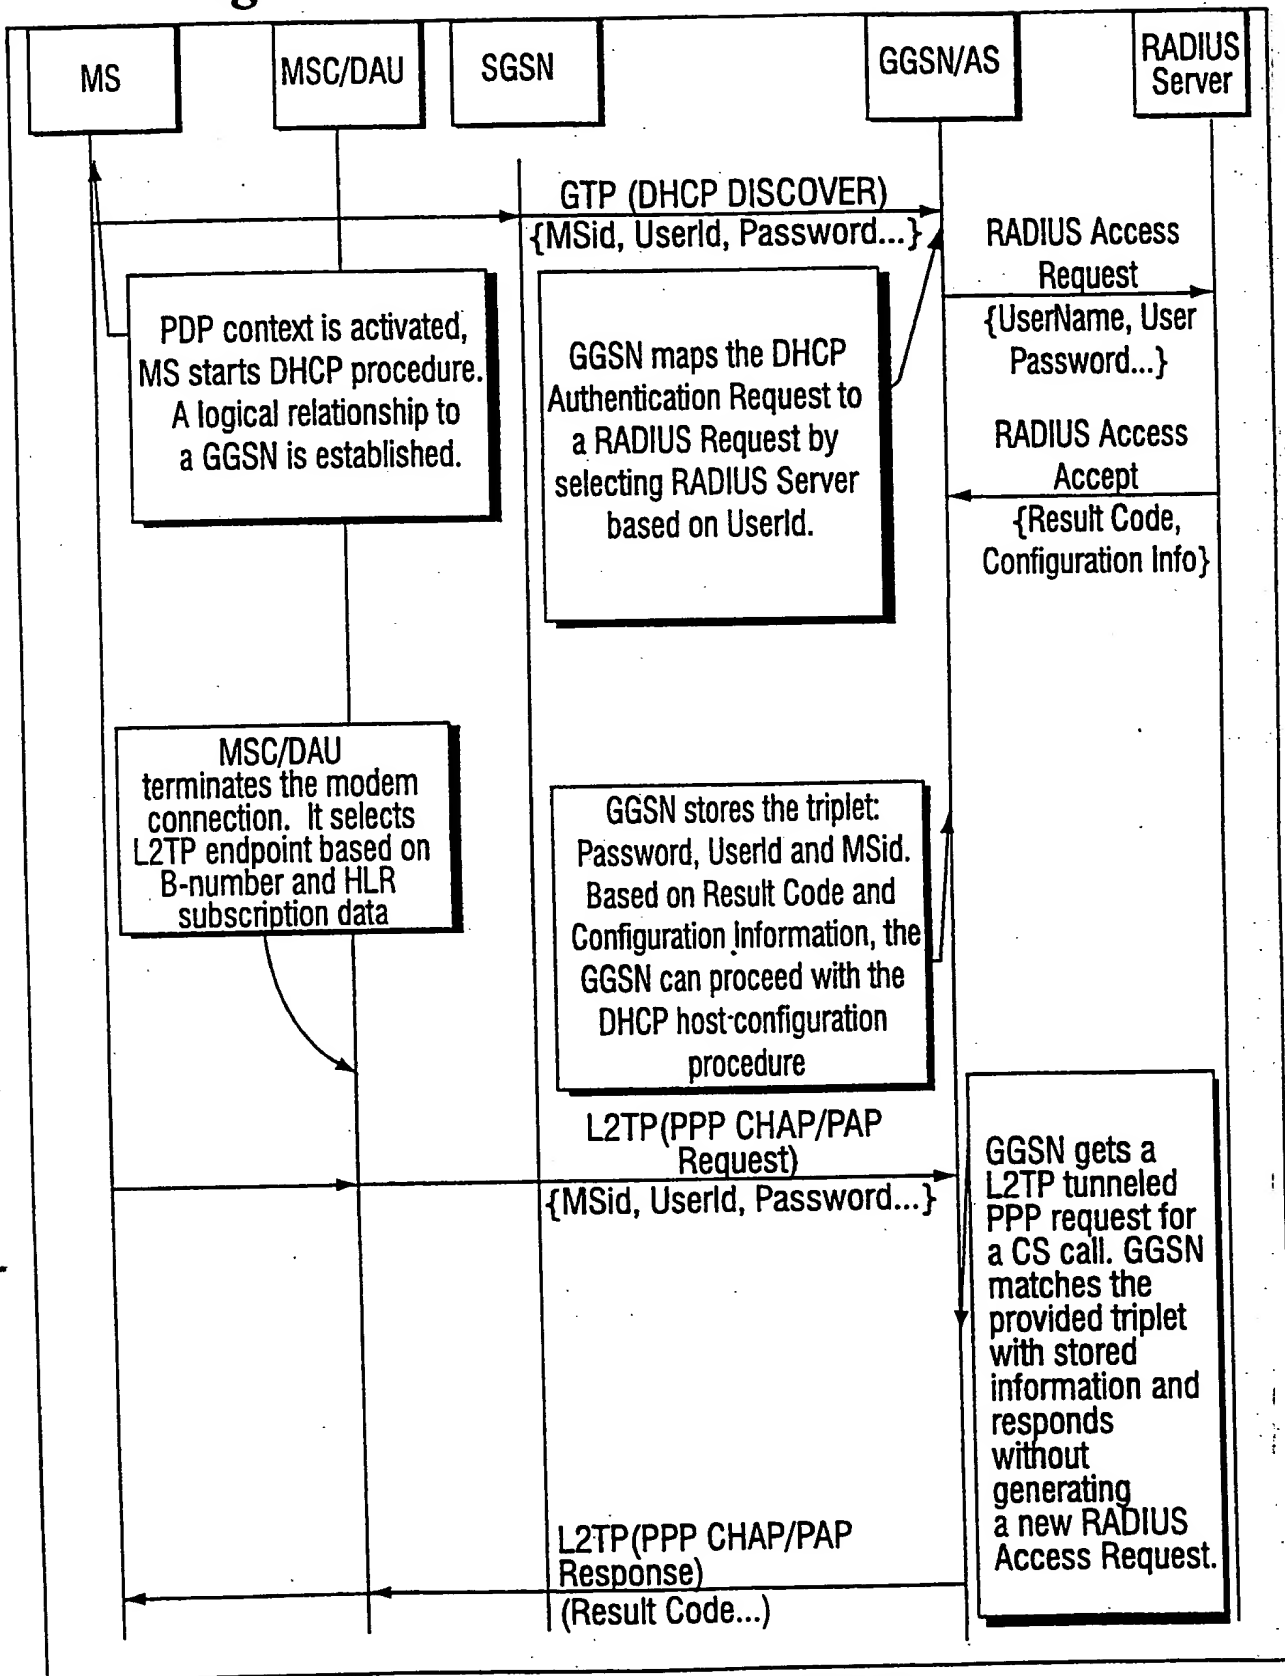 MS
MSC/DAU
SGSN
GGSN/AS
RADIUS
Server
GTP (DHCP DISCOVER)
{MSid, UserId, Password...}
RADIUS Access
Request
{UserName, User
Password...}
PDP context is activated,
MS starts DHCP procedure.
A logical relationship to
a GGSN is established.
GGSN maps the DHCP
Authentication Request to
a RADIUS Request by
selecting RADIUS Server
based on UserId.
RADIUS Access
Accept
{Result Code,
Configuration Info}
MSC/DAU
terminates the modem
connection. It selects
L2TP endpoint based on
B-number and HLR
subscription data
GGSN stores the triplet:
Password, UserId and MSid.
Based on Result Code and
Configuration Information, the
GGSN can proceed with the
DHCP host-configuration
procedure
L2TP(PPP CHAP/PAP
Request)
{MSid, UserId, Password...}
GGSN gets a
L2TP tunneled
PPP request for
a CS call. GGSN
matches the
provided triplet
with stored
information and
responds
without
generating
a new RADIUS
Access Request.
L2TP(PPP CHAP/PAP
Response)
(Result Code...)